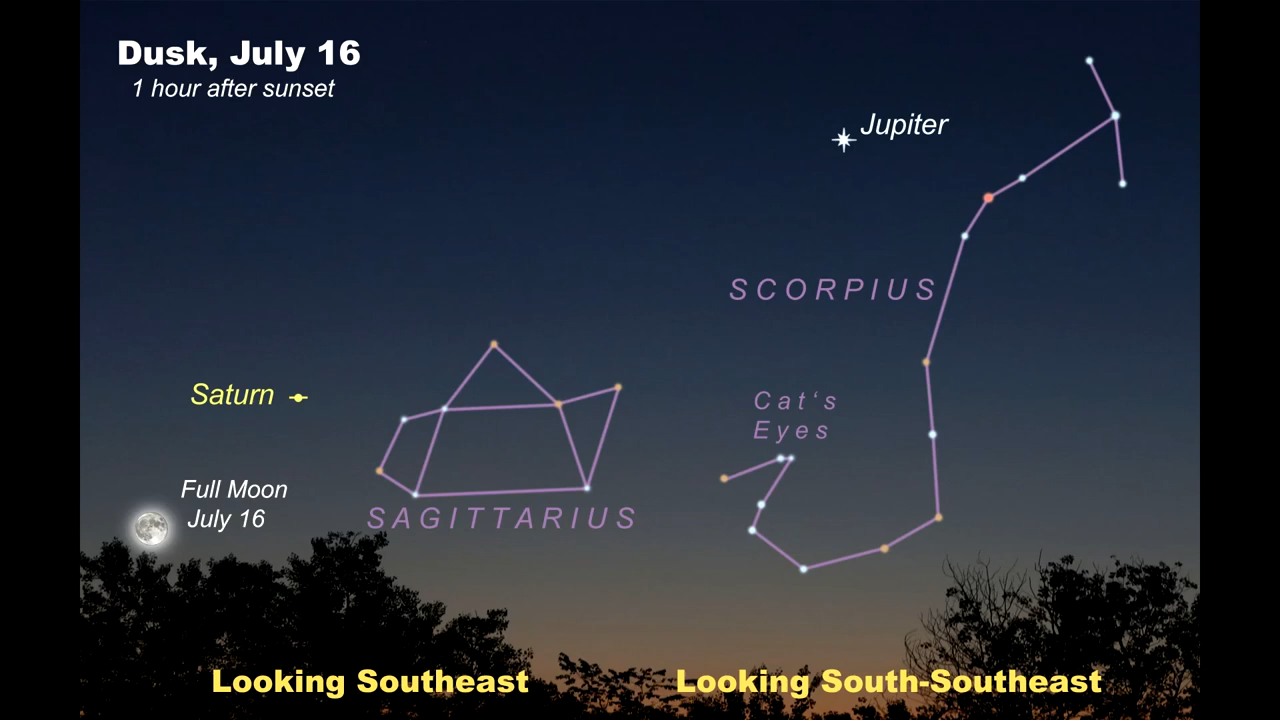 Dusk, July 16
1 hour after sunset
Jupiter
SCORPIUS
Saturn
Cat‘s
Eyes
Full Moon
July 16
SAGITTARIUS
Looking Southeast
Looking South-Southeast